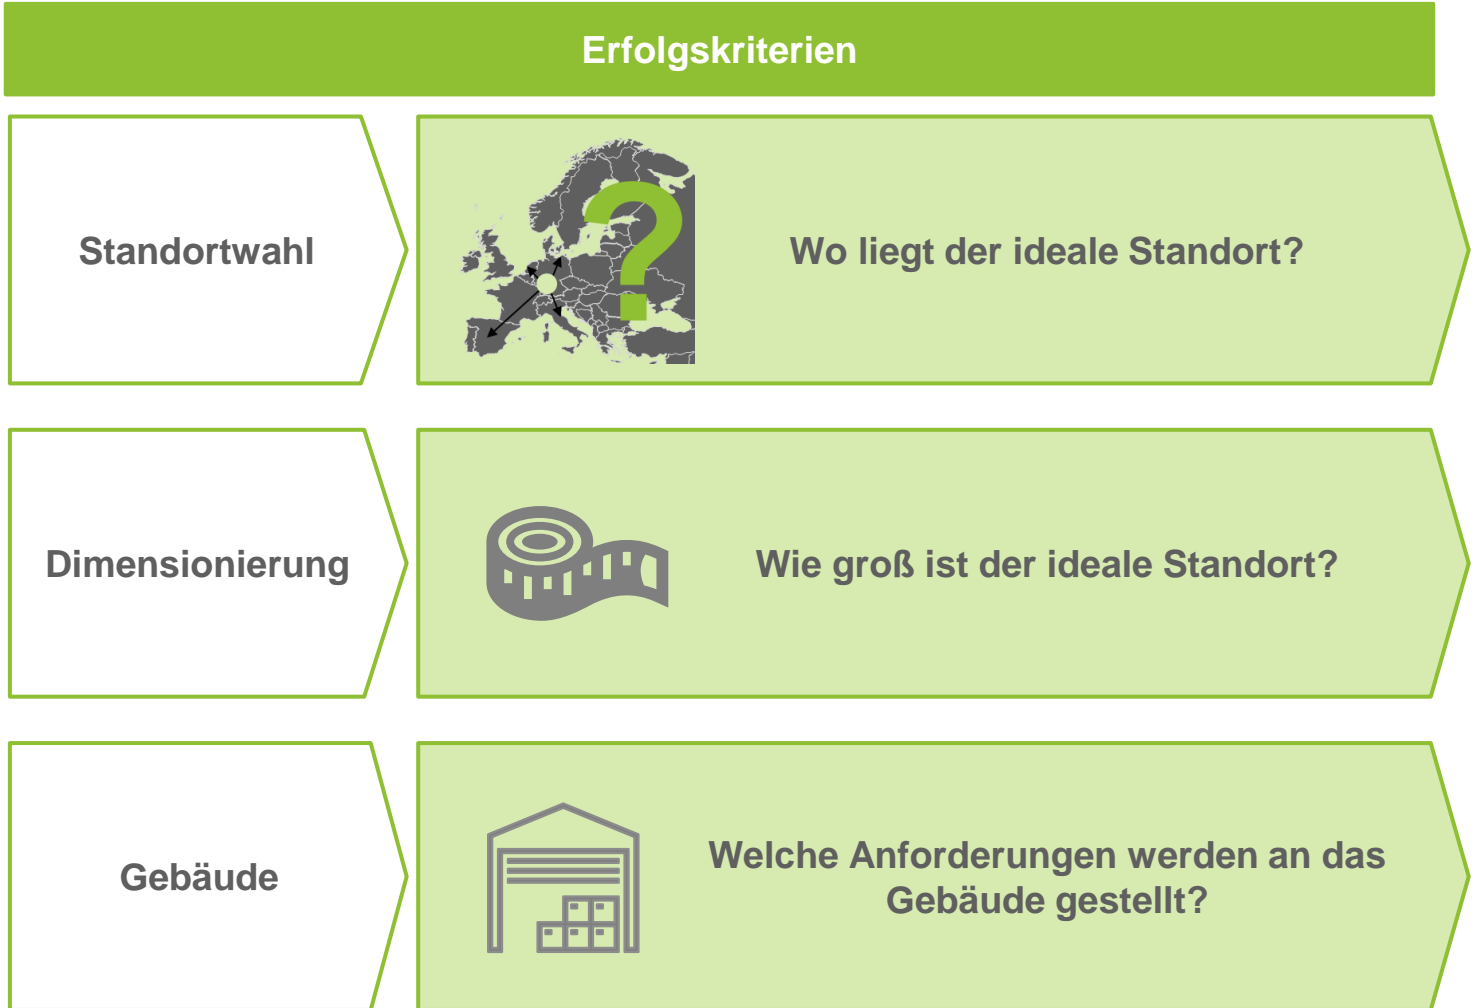 Erfolgskriterien
Standortwahl
Wo liegt der ideale Standort?
Dimensionierung
Wie groß ist der ideale Standort?
Gebäude
Welche Anforderungen werden an das
Gebäude gestellt?